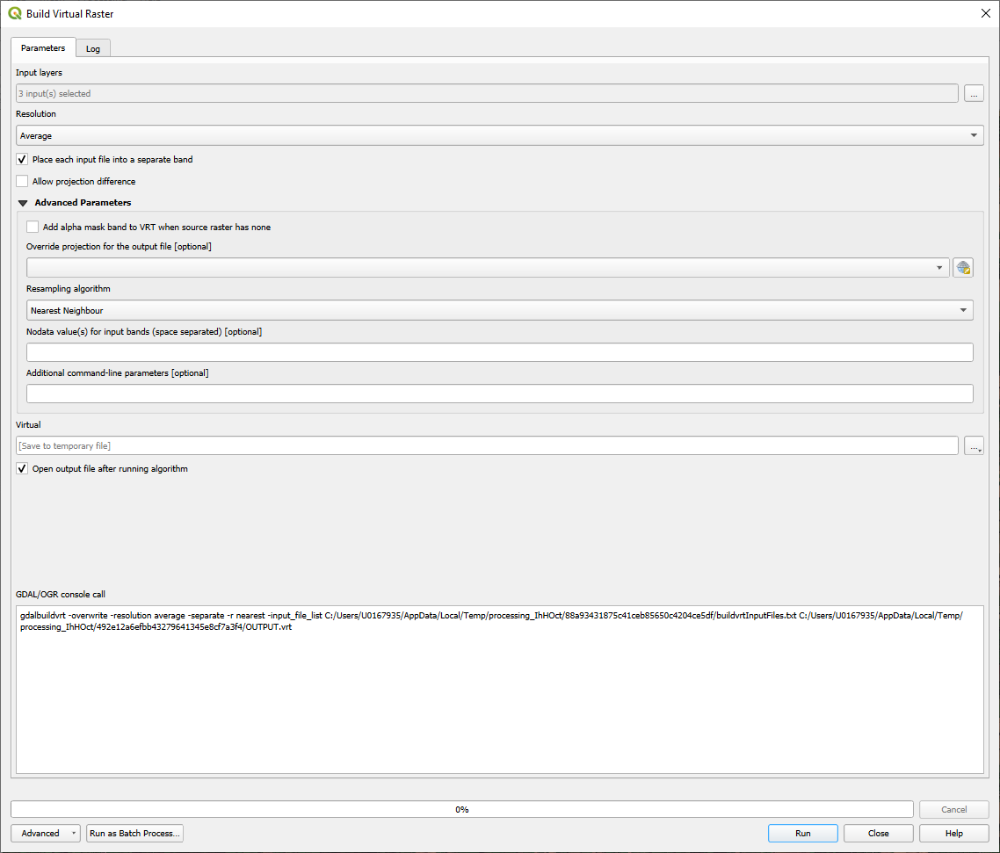 Build Virtual Raster
Parameters
Log
Input layers
3 input(s) selected
...
Resolution
Average
Place each input file into a separate band
Allow projection difference
Advanced Parameters
Add alpha mask band to VRT when source raster has none
Override projection for the output file [optional]
Resampling algorithm
Nearest Neighbour
Nodata value(s) for input bands (space separated) [optional]
Additional command-line parameters [optional]
Virtual
[Save to temporary file]
...
Open output file after running algorithm
GDAL/OGR console call
gdalbuildvrt -overwrite -resolution average -separate -r nearest -input_file_list C:/Users/U0167935/AppData/Local/Temp/processing_IhHOct/88a93431875c41ceb85650c4204ce5df/buildvrtInputFiles.txt C:/Users/U0167935/AppData/Local/Temp/
processing_IhHOct/492e12a6efbb43279641345e8cf7a3f4/OUTPUT.vrt
0%
Cancel
Advanced
Run as Batch Process...
Run
Close
Help